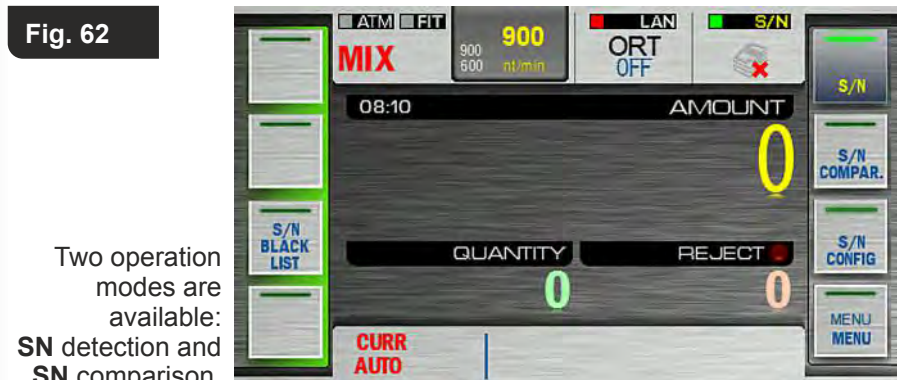 Fig. 62
ATM FIT
LAN
S/N
MIX
900
600
900
nt/min
ORT
OFF
S/N
08:10
AMOUNT
0
S/N
COMPAR.
S/N
BLACK
LIST
S/N
CONFIG
QUANTITY
REJECT
0
0
MENU
MENU
CURR
AUTO
Two operation
modes are
available:
SN detection and
SN comparison.